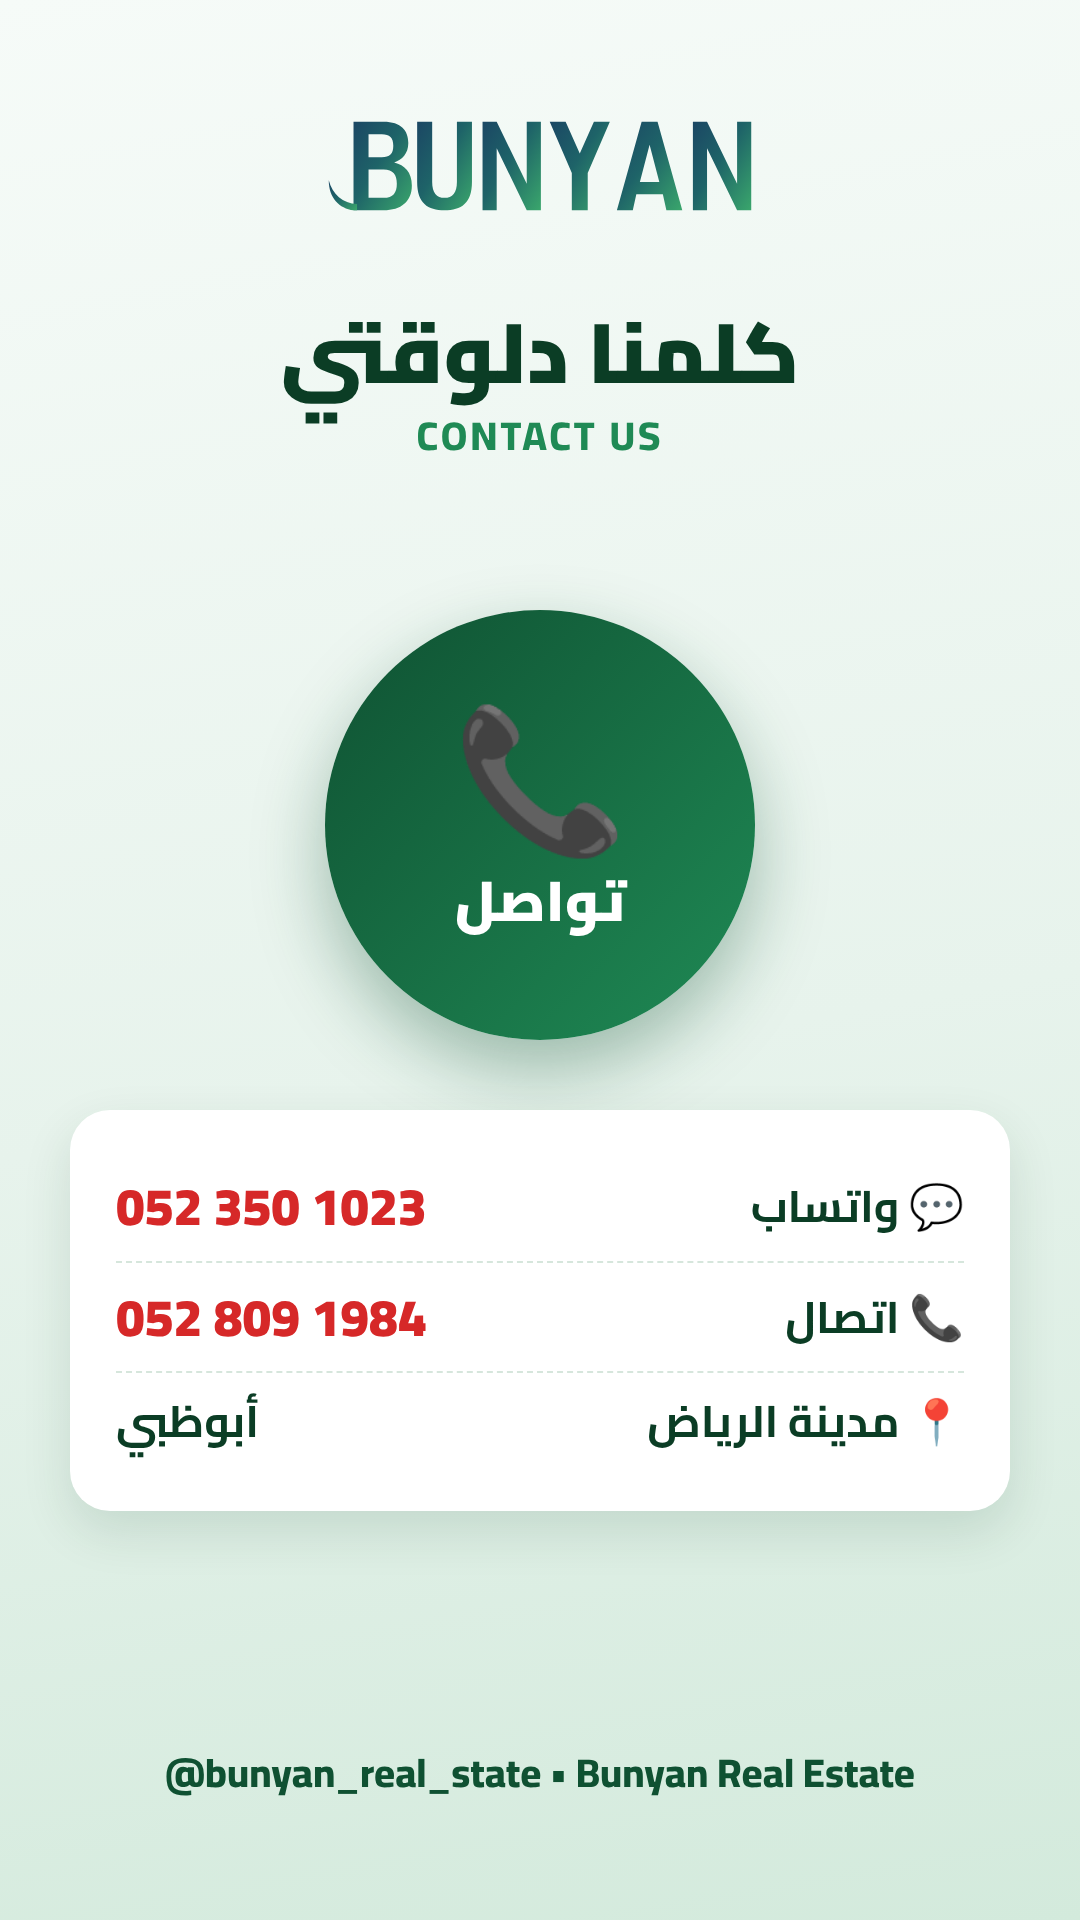 BUNYAN
كلمنا دلوقتي
CONTACT US
تواصل
💬 واتساب 052 350 1023
📞 اتصال 052 809 1984
📍 مدينة الرياض أبوظبي
@bunyan_real_state ▪ Bunyan Real Estate